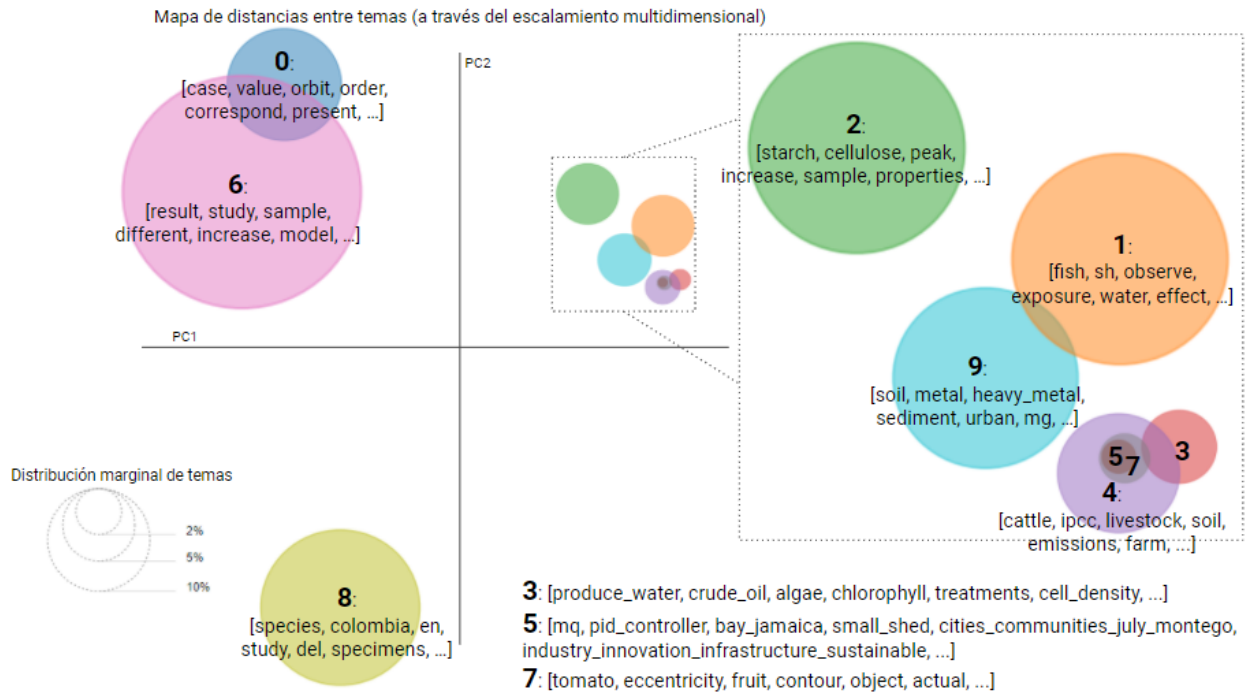 Mapa de distancias entre temas (a través del escalamiento multidimensional)
PC2
0:
[case, value, orbit, order,
correspond, present, ...]
6:
[result, study, sample,
different, increase, model, ...]
2:
[starch, cellulose, peak,
increase, sample, properties, ...]
1:
[fish, sh, observe,
exposure, water, effect, ...]
PC1
9:
[soil, metal, heavy_metal,
sediment, urban, mg, ...]
5
7
3
4:
[cattle, ipcc, livestock, soil,
emissions, farm, ...]
Distribución marginal de temas
2%
5%
10%
8:
[species, colombia, en,
study, del, specimens, ...]
3: [produce_water, crude_oil, algae, chlorophyll, treatments, cell_density, ...]
5: [mq, pid_controller, bay_jamaica, small_shed, cities_communities_july_montego,
industry_innovation_infrastructure_sustainable, ...]
7: [tomato, eccentricity, fruit, contour, object, actual, ...]